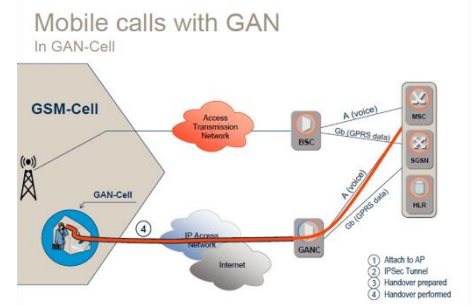 Mobile calls with GAN
In GAN-Cell
GSM-Cell
Access
Transmission
Network
BSC
A (voice)
Gb (GPRS data)
MSC
SGSN
HLR
GAN-Cell
4
IP Access
Network
Internet
GANC
A (voice)
Gb (GPRS data)
1 Attach to AP
2 IPSec Tunnel
3 Handover prepared
4 Handover performed